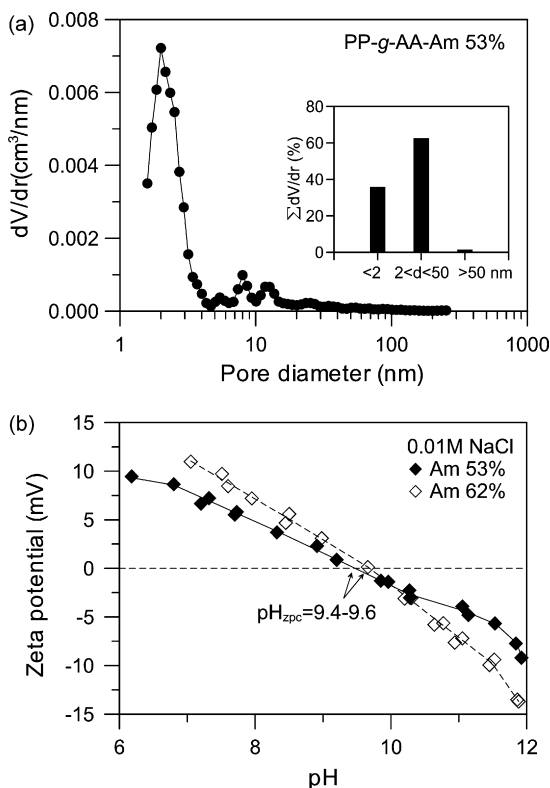 (a)
PP-g-AA-Am 53%
dV/dr(cm³/nm)
0.008
0.006
0.004
0.002
0.000
∑dV/dr (%)
80
60
40
20
0
<2 2<d<50 >50 nm
1 10 100 1000
Pore diameter (nm)
(b)
0.01M NaCl
Am 53%
Am 62%
Zeta potential (mV)
15
10
5
0
-5
-10
-15
pHzpc=9.4-9.6
6 8 10 12
pH